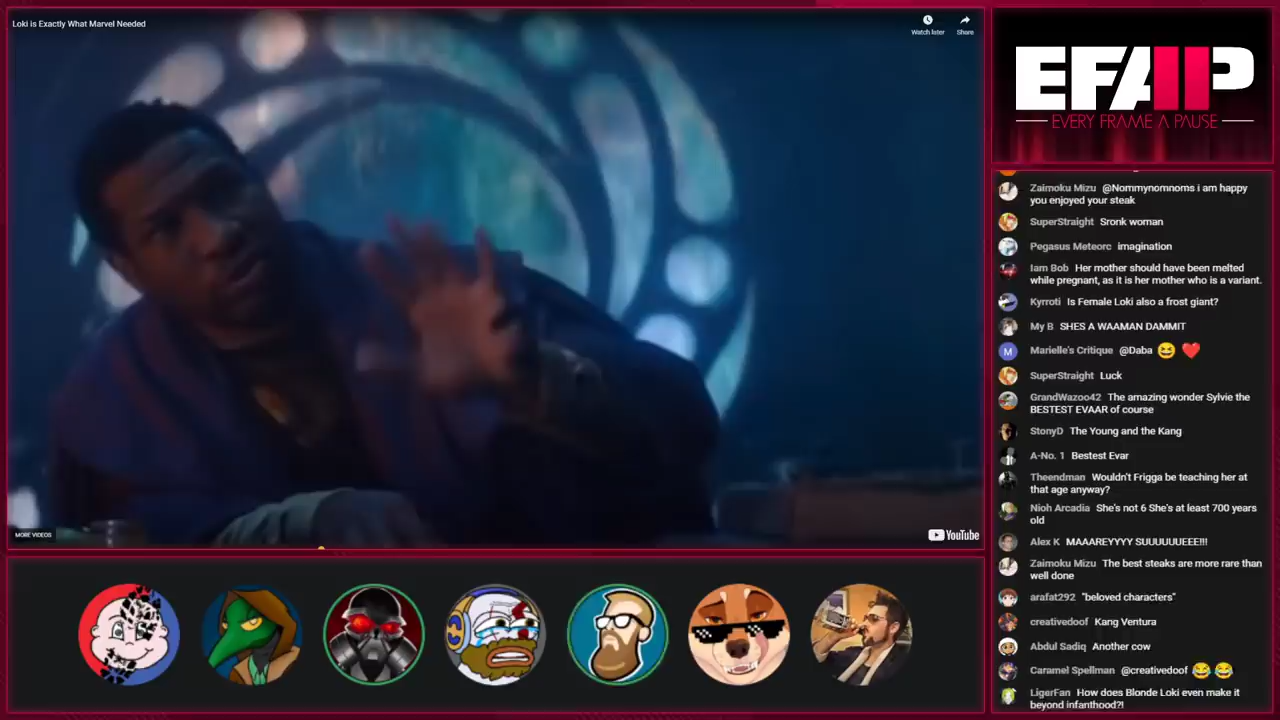 Loki is Exactly What Marvel Needed
Watch later
Share
MORE VIDEOS
YouTube
EFAP
EVERY FRAME A PAUSE
Zaimoku Mizu @Nommynomnoms i am happy
you enjoyed your steak
SuperStraight Sronk woman
Pegasus Meteorc imagination
Iam Bob Her mother should have been melted
while pregnant, as it is her mother who is a variant.
Kyrroti Is Female Loki also a frost giant?
My B SHES A WAAMAN DAMMIT
M
Marielle's Critique @Daba 😆 ❤️
SuperStraight Luck
GrandWazoo42 The amazing wonder Sylvie the
BESTEST EVAAR of course
StonyD The Young and the Kang
A-No. 1 Bestest Evar
Theendman Wouldn't Frigga be teaching her at
that age anyway?
Nioh Arcadia She's not 6 She's at least 700 years
old
Alex K MAAAREYYYY SUUUUUUEEE!!!
Zaimoku Mizu The best steaks are more rare than
well done
arafat292 "beloved characters"
creativedoof Kang Ventura
Abdul Sadiq Another cow
Caramel Spellman @creativedoof 😂 😂
LigerFan How does Blonde Loki even make it
beyond infanthood?!